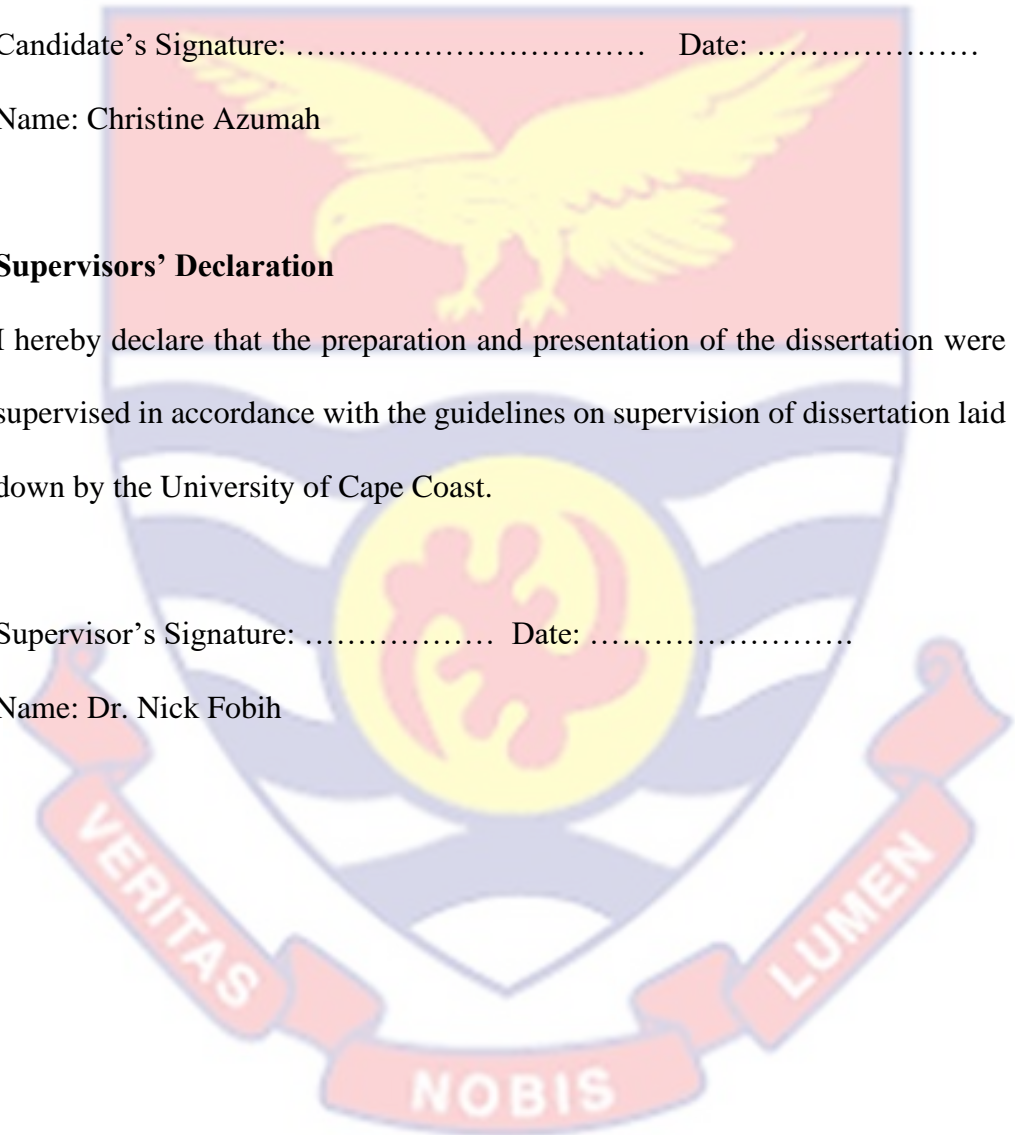 Candidate’s Signature: …………………………… Date: …………………
Name: Christine Azumah
Supervisors’ Declaration
I hereby declare that the preparation and presentation of the dissertation were
supervised in accordance with the guidelines on supervision of dissertation laid
down by the University of Cape Coast.
Supervisor’s Signature: ……………… Date: …………………….
Name: Dr. Nick Fobih
VERITAS
NOBIS
LUMEN